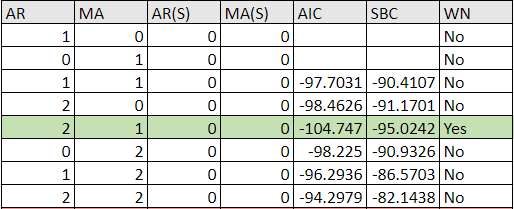 AR MA AR(S) MA(S) AIC SBC WN
1 0 0 0 No
0 1 0 0 No
1 1 0 0 -97.7031 -90.4107 No
2 0 0 0 -98.4626 -91.1701 No
2 1 0 0 -104.747 -95.0242 Yes
0 2 0 0 -98.225 -90.9326 No
1 2 0 0 -96.2936 -86.5703 No
2 2 0 0 -94.2979 -82.1438 No